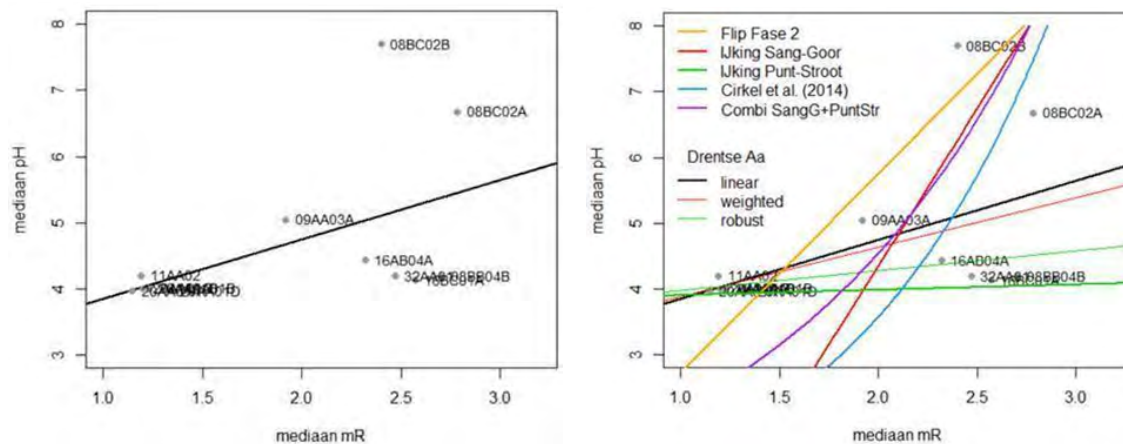 8
7
6
5
4
3
mediaan pH
08BC02B
08BC02A
09AA03A
16AB04A
11AA02
1.0
1.5
2.0
2.5
3.0
mediaan mR
8
7
6
5
4
3
mediaan pH
Flip Fase 2
IJking Sang-Goor
IJking Punt-Stroot
Cirkel et al. (2014)
Combi SangG+PuntStr
Drentse Aa
linear
weighted
robust
08BC02B
08BC02A
09AA03A
16AB04A
11AA02
1.0
1.5
2.0
2.5
3.0
mediaan mR